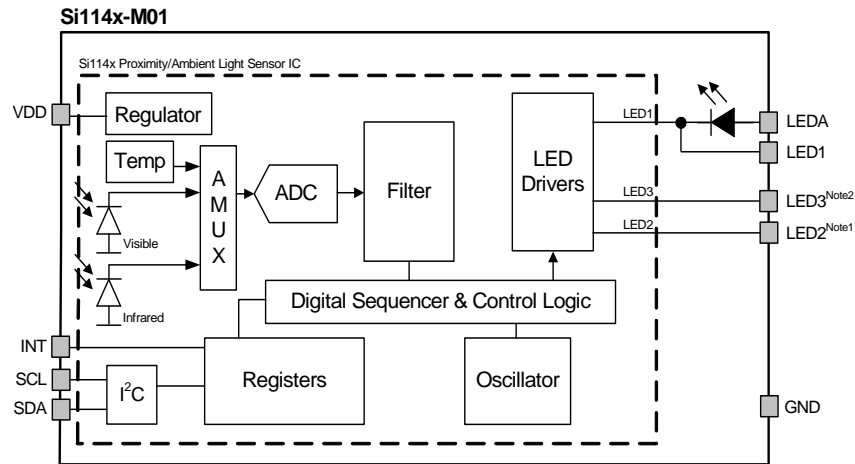 Si114x-M01
Si114x Proximity/Ambient Light Sensor IC
VDD
Regulator
Temp
A
M
U
X
ADC
Filter
LED
Drivers
LED1
LED3
LED2
LEDA
LED1
LED3Note2
LED2Note1
Visible
Infrared
Digital Sequencer & Control Logic
INT
SCL
SDA
I2C
Registers
Oscillator
GND